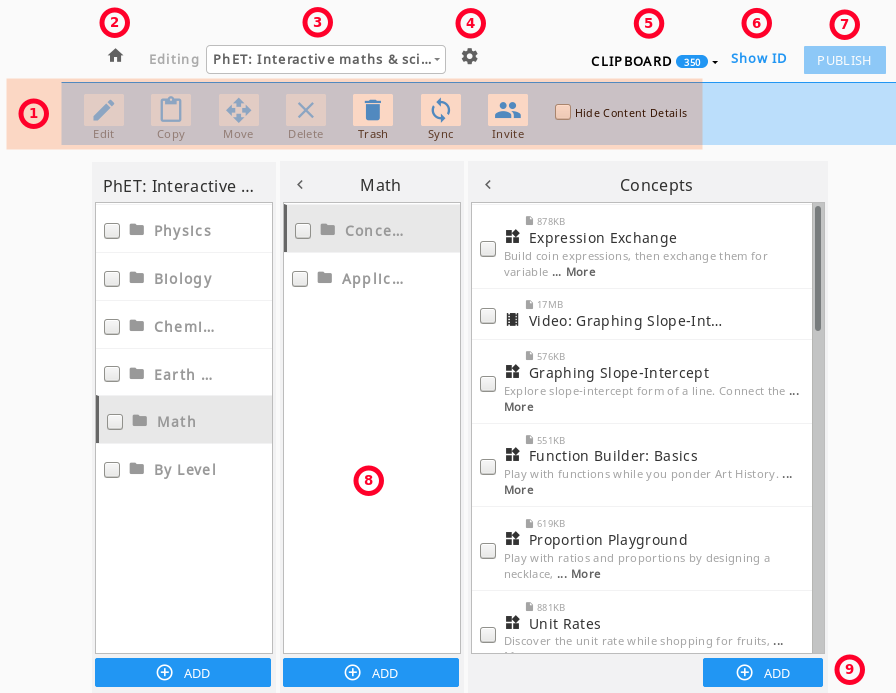 2
3
4
5
6
7
Editing PhET: Interactive maths & sci...
CLIPBOARD 350
Show ID
PUBLISH
1
Edit
Copy
Move
Delete
Trash
Sync
Invite
Hide Content Details
PhET: Interactive ...
PhysIcs
BIology
ChemI...
Earth ...
Math
By Level
ADD
Math
Conce...
ApplIc...
8
ADD
Concepts
878KB
Expression Exchange
Build coin expressions, then exchange them for
variable ... More
17MB
Video: Graphing Slope-Int...
576KB
Graphing Slope-Intercept
Explore slope-intercept form of a line. Connect the ...
More
551KB
Function Builder: Basics
Play with functions while you ponder Art History. ...
More
619KB
Proportion Playground
Play with ratios and proportions by designing a
necklace, ... More
881KB
Unit Rates
Discover the unit rate while shopping for fruits, ...
ADD
9